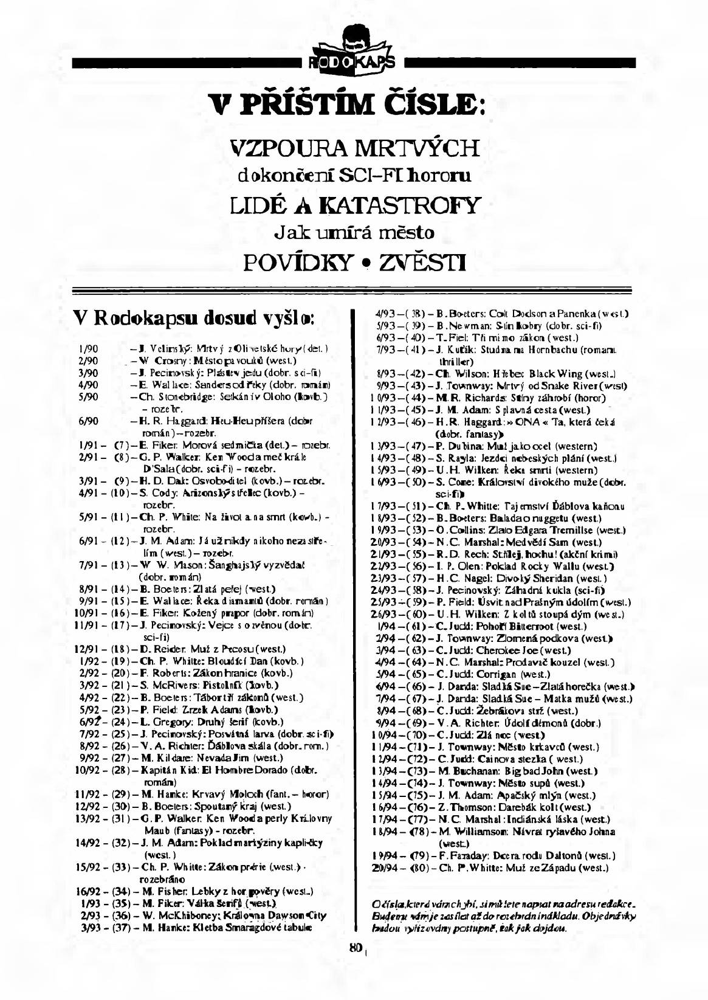 RODOKAPS
V PŘÍŠTÍM ČÍSLE:
VZPOURA MRTVÝCH
dokončení SCI–FI hororu
LIDÉ A KATASTROFY
Jak umírá město
POVÍDKY • ZVĚSTI
V Rodokapsu dosud vyšlo:
1/90 – J. Velinský: Mrtvý z Olivetské hory (det.)
2/90 – W Crosny: Město pavouků (west.)
3/90 – J. Pecinovský: Plástev jedu (dobr. sci-fi)
4/90 – E. Wallace: Sanders od řeky (dobr. román)
5/90 – Ch. Stonebridge: Setkání v Oloho (kovb.)
– rozebr.
6/90 – H. R. Haggard: Heu-Heu příšera (dobr
román) – rozebr.
1/91 – (7) – E. Fiker: Morová sedmička (det.) – rozebr.
2/91 – (8) – G. P. Walker: Ken Wood a meč krále
D'Sala (dobr. sci-fi) – rozebr.
3/91 – (9) – H. D. Dak: Osvoboditel (kovb.) – rozebr.
4/91 – (10) – S. Cody: Arizonský střelec (kovb.) –
rozebr.
5/91 – (11) – Ch. P. White: Na život a na smrt (kovb.) –
rozebr.
6/91 – (12) – J. M. Adam: Já už nikdy nikoho nezastře-
lím (west.) – rozebr.
7/91 – (13) – W W. Mason: Šanghajský vyzvědač
(dobr. román)
8/91 – (14) – B. Boeters: Zlatá peřej (west.)
9/91 – (15) – E. Wallace: Řeka diamantů (dobr. román)
10/91 – (16) – E. Fiker: Kožený prapor (dobr. román)
11/91 – (17) – J. Pecinovský: Vejce s ozvěnou (dobr.
sci-fi)
12/91 – (18) – D. Reider: Muž z Pecosu (west.)
1/92 – (19) – Ch. P. Whitte: Bloudící Dan (kovb.)
2/92 – (20) – F. Roberts: Zákon hranice (kovb.)
3/92 – (21) – S. McRivers: Pistolník (kovb.)
4/92 – (22) – B. Boeters: Tábor tří zákonů (west.)
5/92 – (23) – P. Field: Zrzek Adams (kovb.)
6/92 – (24) – L. Gregory: Druhý šerif (kovb.)
7/92 – (25) – J. Pecinovský: Posvátná larva (dobr. sci-fi)
8/92 – (26) – V. A. Richter: Ďáblova skála (dobr. rom.)
9/92 – (27) – M. Kildare: Nevada Jim (west.)
10/92 – (28) – Kapitán Kid: El Hombre Dorado (dobr.
román)
11/92 – (29) – M. Hanke: Krvavý Moloch (fant. – horor)
12/92 – (30) – B. Boeters: Spoutaný kraj (west.)
13/92 – (31) – G. P. Walker: Ken Wood a perly Královny
Maub (fantasy) – rozebr.
14/92 – (32) – J. M. Adam: Poklad martýziny kapličky
(west.)
15/92 – (33) – Ch. P. Whitte: Zákon prérie (west.) -
rozebráno
16/92 – (34) – M. Fisher: Lebky z hor pověry (west.)
1/93 – (35) – M. Fiker: Válka šerifů (west.)
2/93 – (36) – W. McKhiboney: Královna Dawson City
3/93 – (37) – M. Hanke: Kletba Smaragdové tabule
4/93 – (38) – B. Boeters: Colt Dodson a Panenka (west.)
5/93 – (39) – B. Newman: Stín kobry (dobr. sci-fi)
6/93 – (40) – T. Fiel: Tři mimo zákon (west.)
7/93 – (41) – J. Kuťák: Studna na Hornbachu (romant.
thriller)
8/93 – (42) – Ch. Wilson: Hřebec Black Wing (west.)
9/93 – (43) – J. Townway: Mrtvý od Snake River (west)
10/93 – (44) – M. R. Richards: Stíny záhrobí (horor)
11/93 – (45) – J. M. Adam: Splavná cesta (west.)
12/93 – (46) – H. R. Haggard: » ONA « Ta, která čeká
(dobr. fantasy)
13/93 – (47) – P. Dubina: Muž jako ocel (western)
14/93 – (48) – S. Rayla: Jezdci nebeských plání (west.)
15/93 – (49) – U. H. Wilken: Řeka smrti (western)
16/93 – (50) – S. Cone: Království divokého muže (dobr.
sci-fi)
17/93 – (51) – Ch. P. Whitte: Tajemství Ďáblova kaňonu
18/93 – (52) – B. Boeters: Balada o nuggetu (west.)
19/93 – (53) – O. Collins: Zlato Edgara Tremillse (west.)
20/93 – (54) – N. C. Marshal: Medvědí Sam (west.)
21/93 – (55) – R. D. Rech: Střílej, hochu! (akční krimi)
22/93 – (56) – I. P. Olen: Poklad Rocky Wallu (west.)
23/93 – (57) – H. C. Nagel: Divoký Sheridan (west.)
24/93 – (58) – J. Pecinovský: Záhadná kukla (sci-fi)
25/93 – (59) – P. Field: Úsvit nad Prašným údolím (west.)
26/93 – (60) – U. H. Wilken: Z koltů stoupá dým (west.)
1/94 – (61) – C. Judd: Pohoří Bitterroot (west.)
2/94 – (62) – J. Townway: Zlomená podkova (west.)
3/94 – (63) – C. Judd: Cherokee Joe (west.)
4/94 – (64) – N. C. Marshal: Prodavač kouzel (west.)
5/94 – (65) – C. Judd: Corrigan (west.)
6/94 – (66) – J. Danda: Sladká Sue – Zlatá horečka (west.)
7/94 – (67) – J. Danda: Sladká Sue – Matka mužů (west.)
8/94 – (68) – C. Judd: Žebrákova strž (west.)
9/94 – (69) – V. A. Richter: Údolí démonů (dobr.)
10/94 – (70) – C. Judd: Zlá noc (west.)
11/94 – (71) – J. Townway: Město krkavců (west.)
12/94 – (72) – C. Judd: Cainova stezka ( west.)
13/94 – (73) – M. Buchanan: Big bad John (west.)
14/94 – (74) – J. Townway: Město supů (west.)
15/94 – (75) – J. M. Adam: Apačský mlýn (west.)
16/94 – (76) – Z. Thomson: Darebák kolt (west.)
17/94 – (77) – N. C. Marshal: Indiánská láska (west.)
18/94 – (78) – M. Williamson: Návrat ryšavého Johna
(west.)
19/94 – (79) – F. Faraday: Dcera rodu Daltonů (west.)
20/94 – (80) – Ch. P. Whitte: Muž ze Západu (west.)
O čísla, která vám chybí, si můžete napsat na adresu redakce.
Budeme vám je zasílat až do rozebrání nákladu. Objednávky
budou vyřizovány postupně, tak jak dojdou.
80